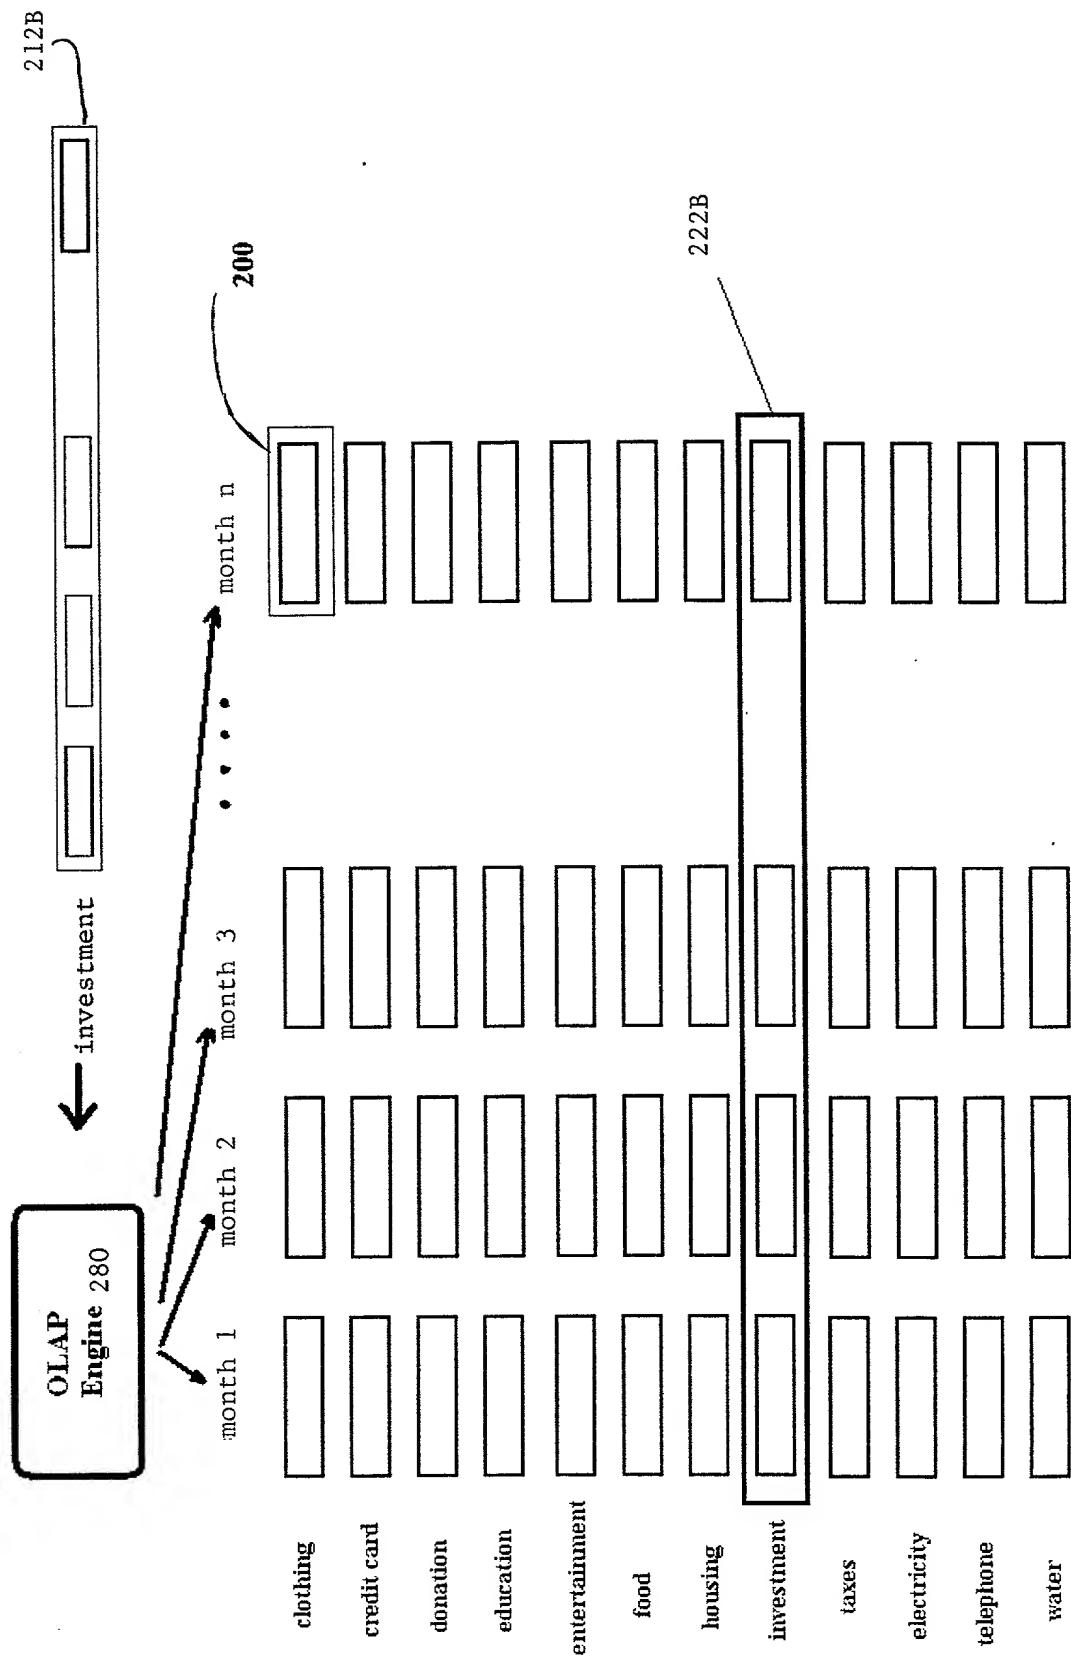 212B
OLAP
Engine 280
investment
200
month 1
month 2
month 3
month n
222B
clothing
credit card
donation
education
entertainment
food
housing
investment
taxes
electricity
telephone
water